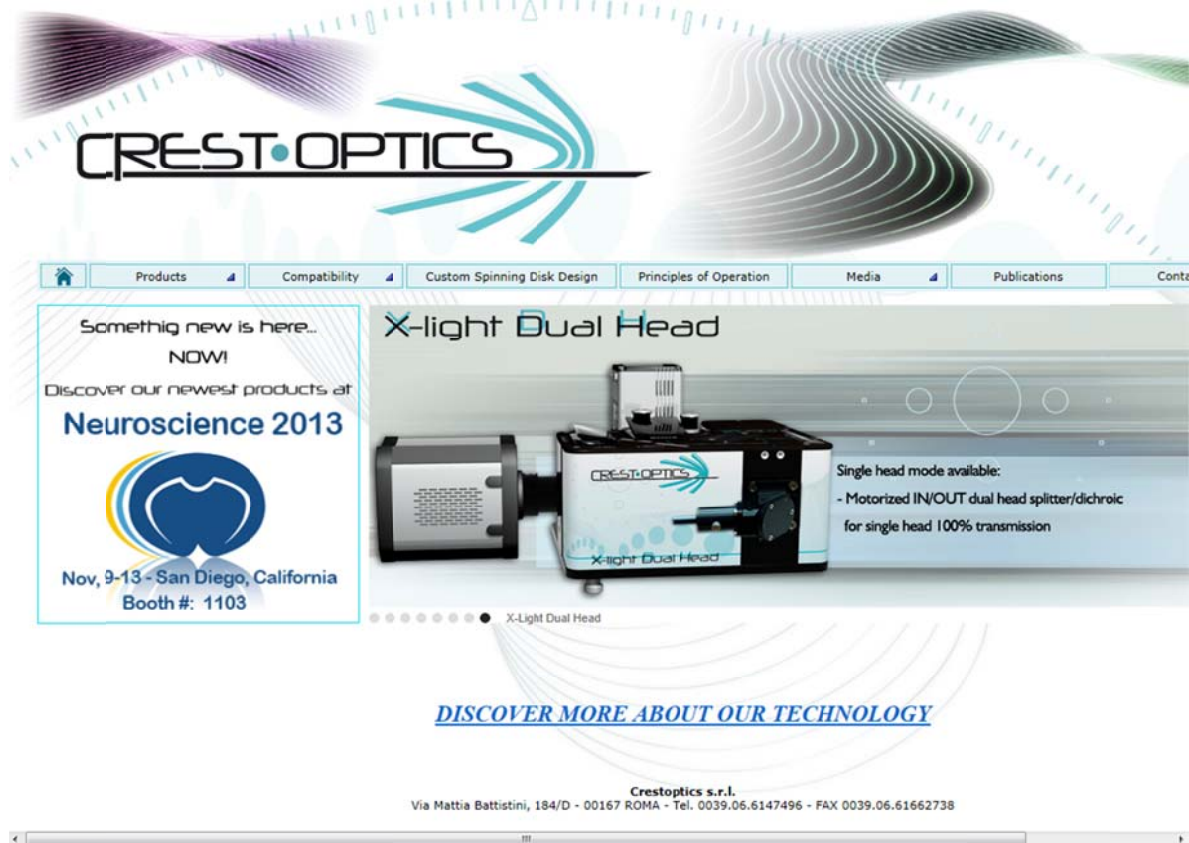 CREST•OPTICS
Products
Compatibility
Custom Spinning Disk Design
Principles of Operation
Media
Publications
Conta
Somethig new is here...
NOW!
Discover our newest products at
Neuroscience 2013
Nov, 9-13 - San Diego, California
Booth #: 1103
X-light Dual Head
CREST•OPTICS
X-light Dual Head
Single head mode available:
- Motorized IN/OUT dual head splitter/dichroic
for single head 100% transmission
X-Light Dual Head
DISCOVER MORE ABOUT OUR TECHNOLOGY
Crestoptics s.r.l.
Via Mattia Battistini, 184/D - 00167 ROMA - Tel. 0039.06.6147496 - FAX 0039.06.61662738